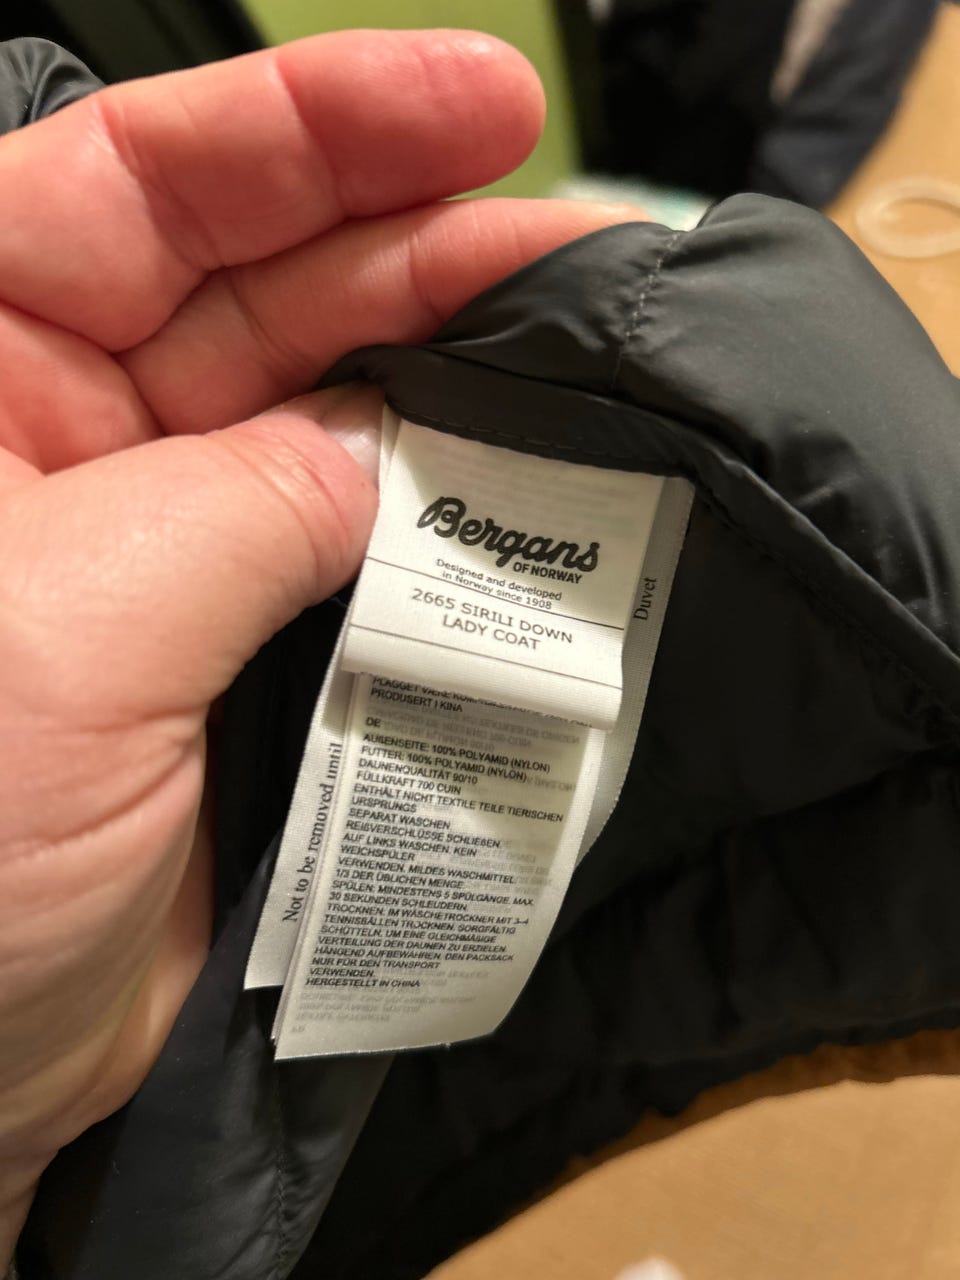 Bergans
OF NORWAY
Designed and developed
in Norway since 1908
2665 SIRILI DOWN
LADY COAT
Duvet
PLAGGET VÆRE
PRODUSERT I KINA
DE
AUßENSEITE: 100% POLYAMID (NYLON)
FUTTER: 100% POLYAMID (NYLON)
DAUNENQUALITÄT 90/10
FÜLLKRAFT 700 CUIN
ENTHÄLT NICHT TEXTILE TEILE TIERISCHEN
URSPRUNGS
SEPARAT WASCHEN
REIßVERSCHLÜSSE SCHLIEßEN.
AUF LINKS WASCHEN. KEIN
WEICHSPÜLER
VERWENDEN. MILDES WASCHMITTEL
1/3 DER ÜBLICHEN MENGE.
SPÜLEN: MINDESTENS 5 SPÜLGÄNGE. MAX.
30 SEKUNDEN SCHLEUDERN.
TROCKNEN: IM WÄSCHETROCKNER MIT 3-4
TENNISBÄLLEN TROCKNEN. SORGFÄLTIG
SCHÜTTELN, UM EINE GLEICHMÄßIGE
VERTEILUNG DER DAUNEN ZU ERZIELEN.
HÄNGEND AUFBEWAHREN. DEN PACKSACK
NUR FÜR DEN TRANSPORT
VERWENDEN.
HERGESTELLT IN CHINA
Not to be removed until